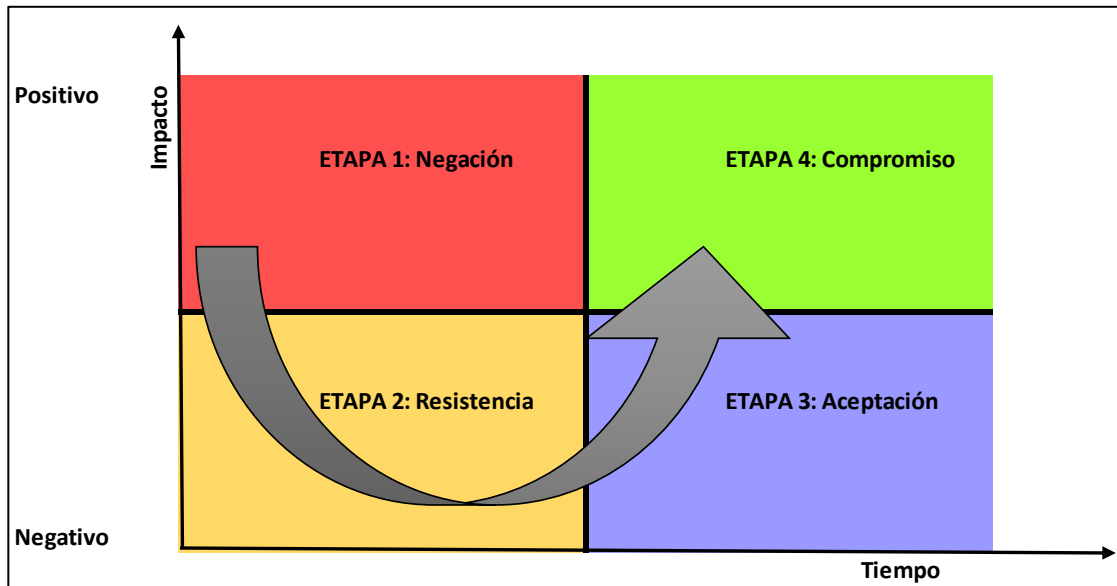 Positivo
Impacto
ETAPA 1: Negación
ETAPA 4: Compromiso
ETAPA 2: Resistencia
ETAPA 3: Aceptación
Negativo
Tiempo